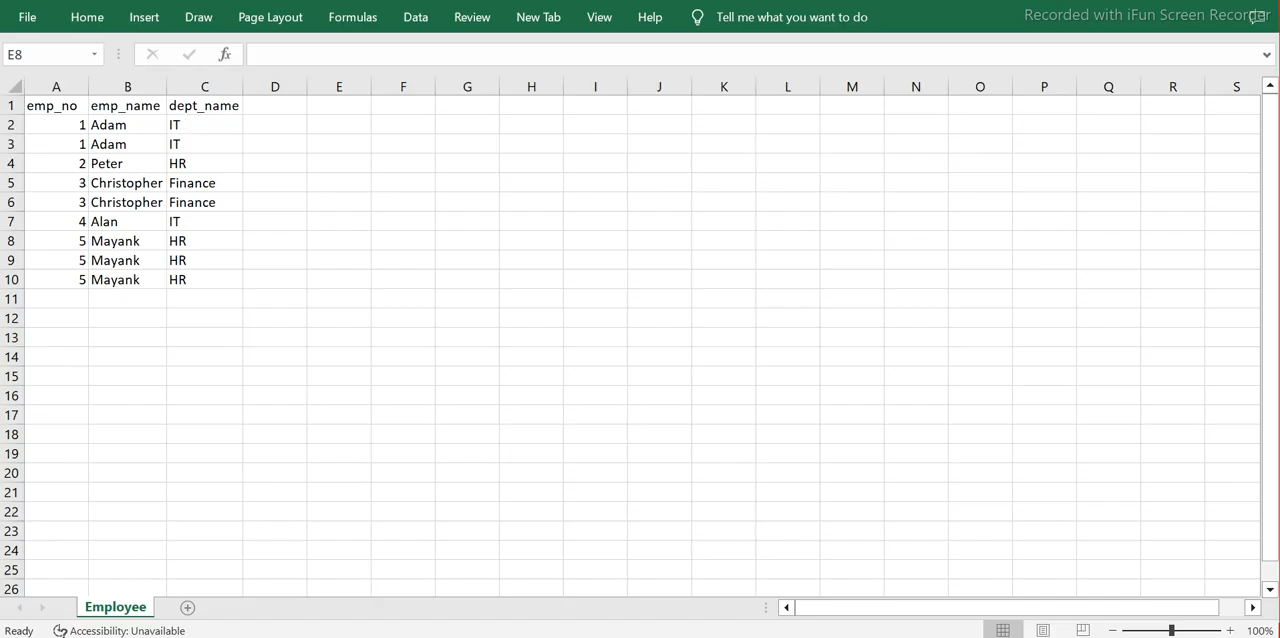 File Home Insert Draw Page Layout Formulas Data Review New Tab View Help Tell me what you want to do Recorded with iFun Screen Recorder
E8 fx
A B C D E F G H I J K L M N O P Q R S
1 emp_no emp_name dept_name
2 1 Adam IT
3 1 Adam IT
4 2 Peter HR
5 3 Christopher Finance
6 3 Christopher Finance
7 4 Alan IT
8 5 Mayank HR
9 5 Mayank HR
10 5 Mayank HR
11
12
13
14
15
16
17
18
19
20
21
22
23
24
25
26
Employee
Ready Accessibility: Unavailable 100%